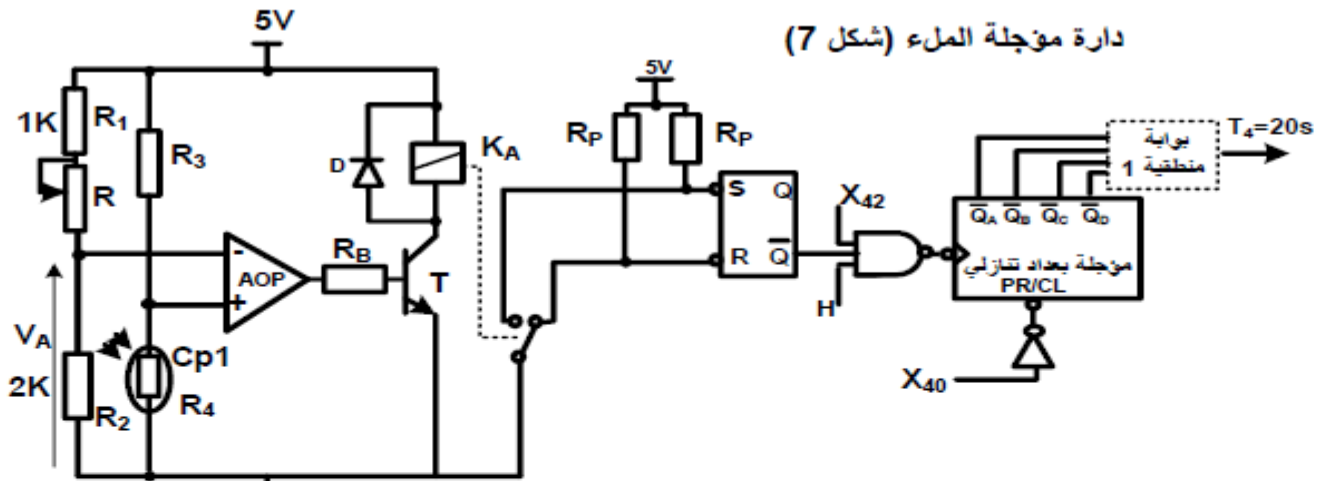 دارة مؤجلة الملء (شكل 7)
5V
1K
R1
R
R3
D
KA
5V
RP
RP
S
Q
R
Q̅
X42
H
بوابة
منطقية 1
T4=20s
Q̅A Q̅B Q̅C Q̅D
مؤجلة بعداد تنازلي
PR/CL
X40
-
AOP
+
RB
T
VA
2K
R2
Cp1
R4